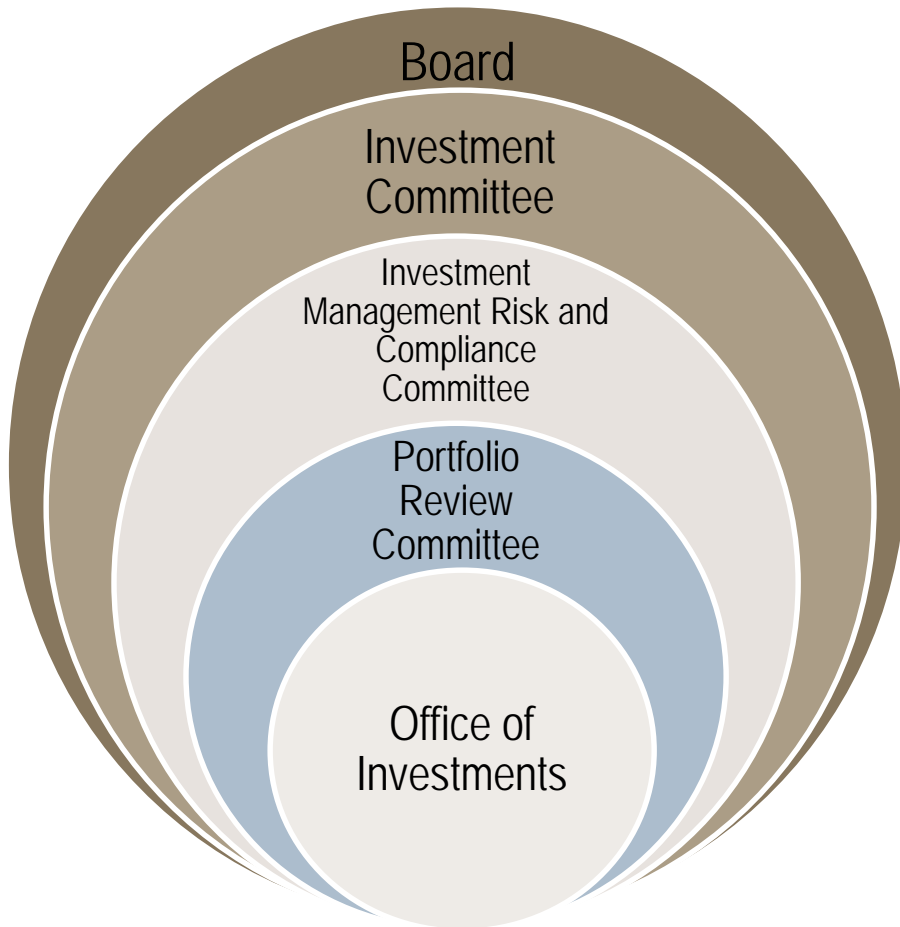 Board
Investment
Committee
Investment
Management Risk and
Compliance
Committee
Portfolio
Review
Committee
Office of
Investments